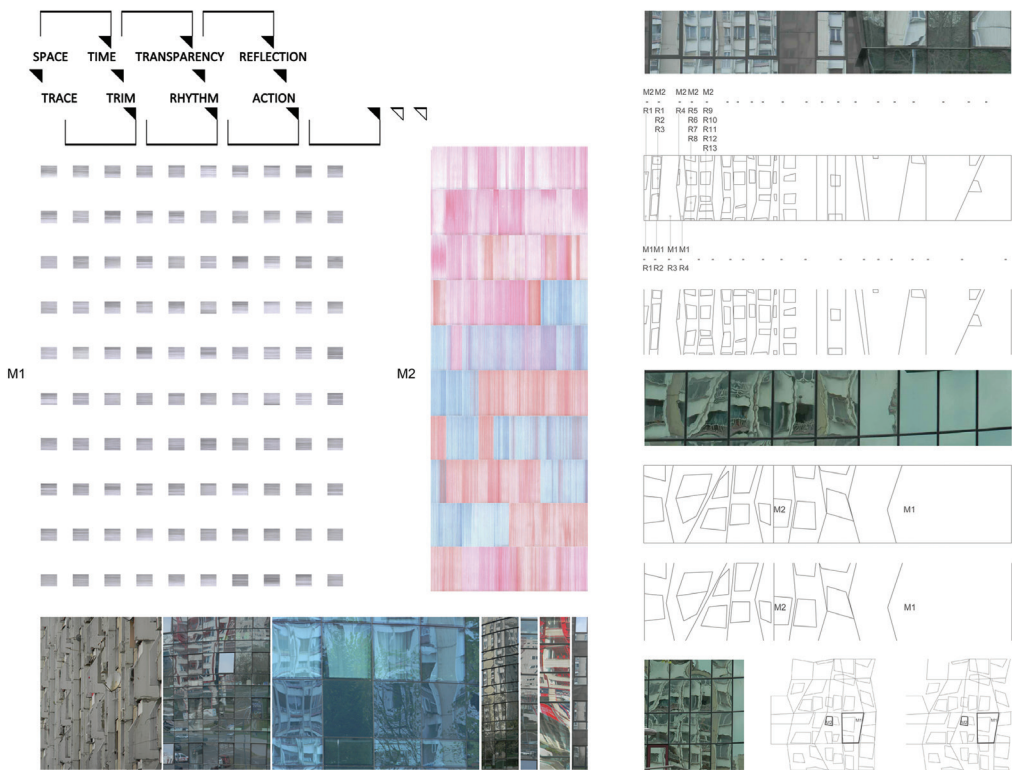 SPACE TIME TRANSPARENCY REFLECTION
TRACE TRIM RHYTHM ACTION
M1
M2
M2 M2 M2 M2 M2
R1 R1 R4 R5 R9
R2 R6 R10
R3 R7 R11
R8 R12
R13
M1 M1 M1 M1
R1 R2 R3 R4
M2 M1
M2 M1